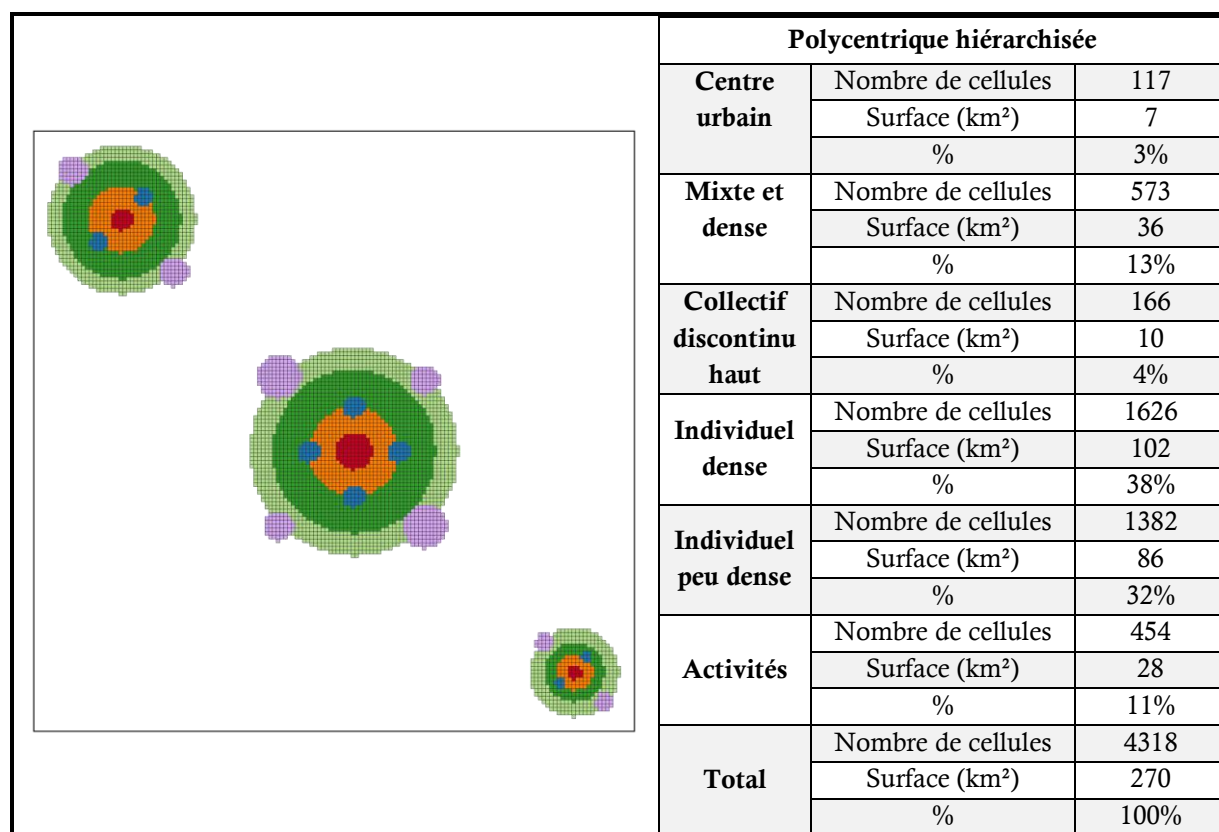 Polycentrique hiérarchisée
Centre urbain Nombre de cellules 117
Surface (km²) 7
% 3%
Mixte et dense Nombre de cellules 573
Surface (km²) 36
% 13%
Collectif discontinu haut Nombre de cellules 166
Surface (km²) 10
% 4%
Individuel dense Nombre de cellules 1626
Surface (km²) 102
% 38%
Individuel peu dense Nombre de cellules 1382
Surface (km²) 86
% 32%
Activités Nombre de cellules 454
Surface (km²) 28
% 11%
Total Nombre de cellules 4318
Surface (km²) 270
% 100%